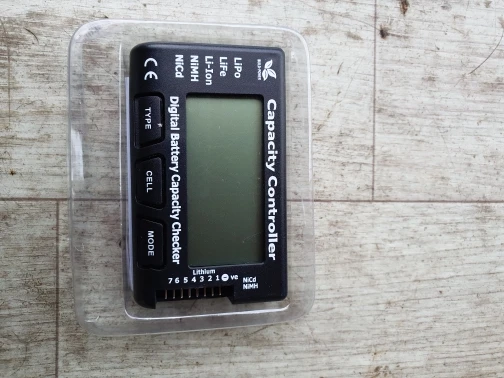 Capacity Controller
LiPo
LiFe
Li-Ion
NiMH
NiCd
Digital Battery Capacity Checker
CE
TYPE
CELL
MODE
Lithium
7 6 5 4 3 2 1 - ve
NiCd
NiMH